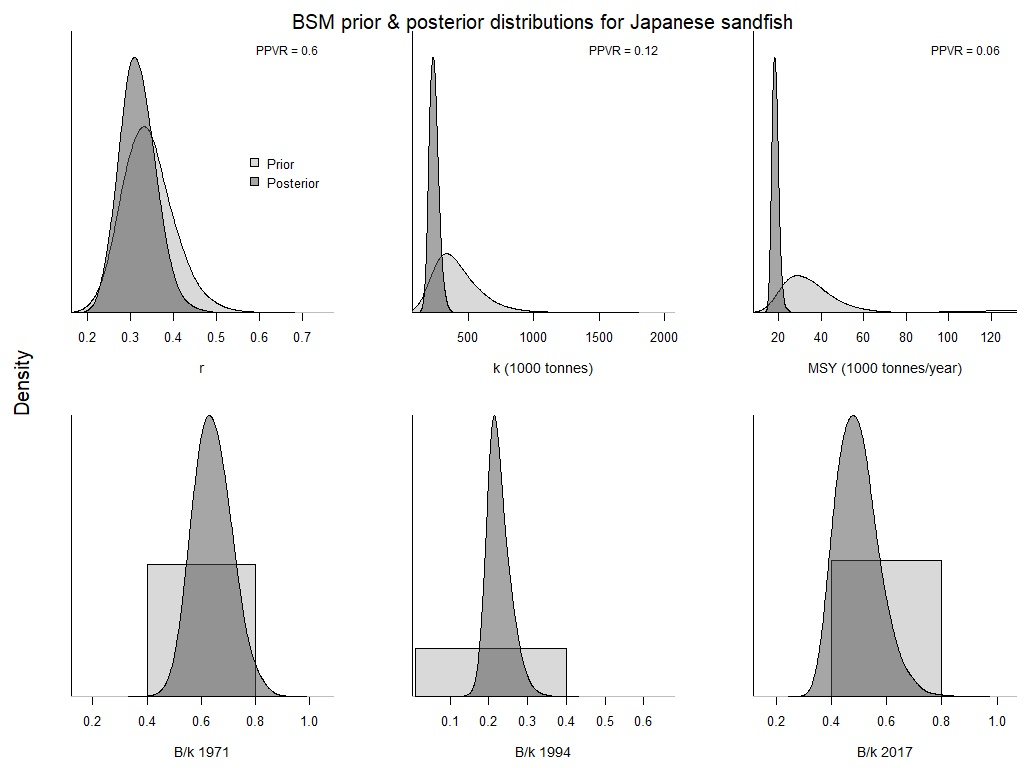 BSM prior & posterior distributions for Japanese sandfish
PPVR = 0.6
Prior
Posterior
0.2 0.3 0.4 0.5 0.6 0.7
r
PPVR = 0.12
500 1000 1500 2000
k (1000 tonnes)
PPVR = 0.06
20 40 60 80 100 120
MSY (1000 tonnes/year)
Density
0.2 0.4 0.6 0.8 1.0
B/k 1971
0.1 0.2 0.3 0.4 0.5 0.6
B/k 1994
0.2 0.4 0.6 0.8 1.0
B/k 2017